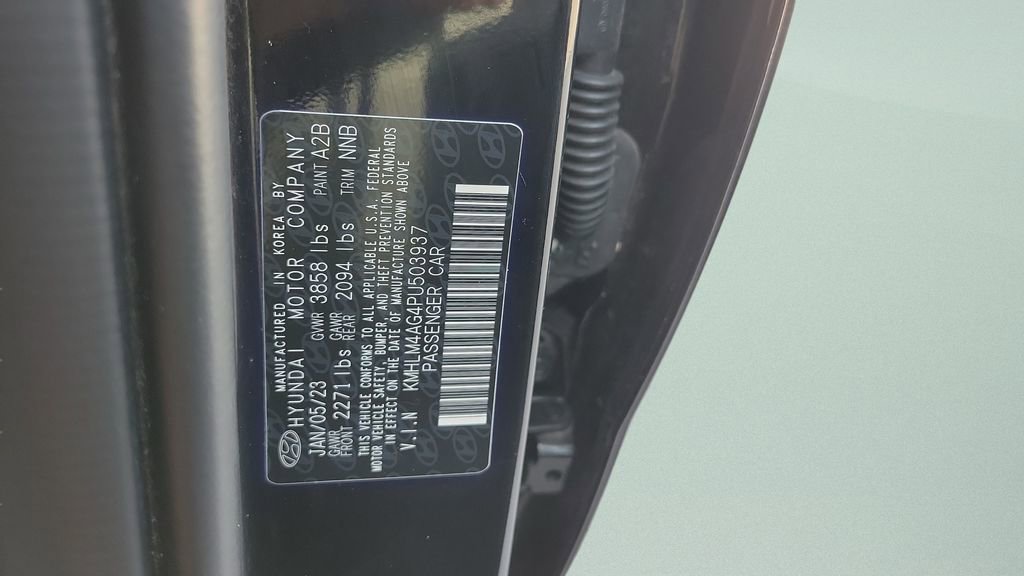 MANUFACTURED IN KOREA BY
HYUNDAI MOTOR COMPANY
JAN/05/23 GVWR 3858 lbs PAINT A2B
GAWR FRONT 2271 lbs GAWR REAR 2094 lbs TRIM NNB
THIS VEHICLE CONFORMS TO ALL APPLICABLE U.S.A. FEDERAL
MOTOR VEHICLE SAFETY, BUMPER, AND THEFT PREVENTION STANDARDS
IN EFFECT ON THE DATE OF MANUFACTURE SHOWN ABOVE
V.I.N KMHLM4AG4PU503937
PASSENGER CAR